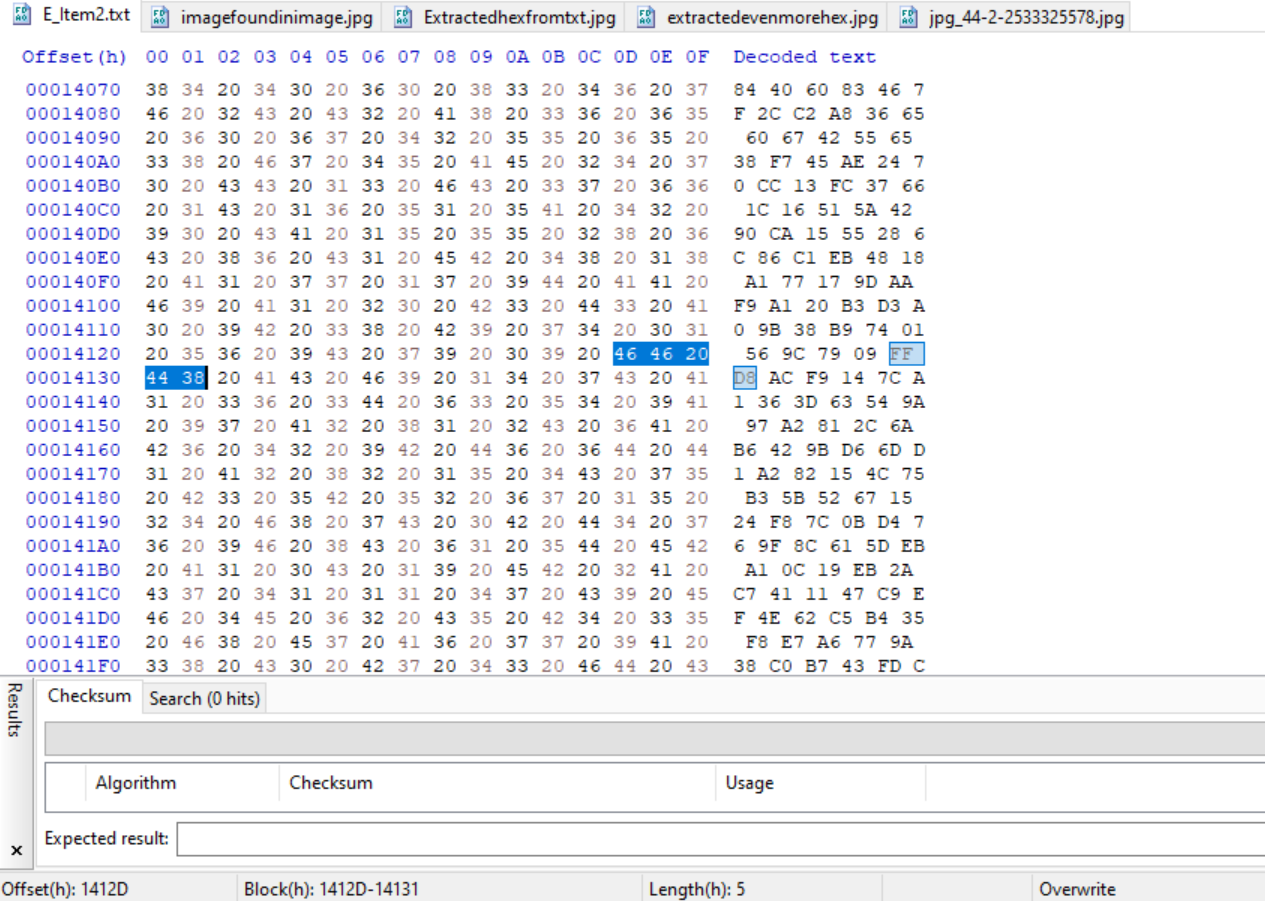 E_Item2.txt imagefoundinimage.jpg Extractedhexfromtxt.jpg extractedevenmorehex.jpg jpg_44-2-2533325578.jpg
Offset(h) 00 01 02 03 04 05 06 07 08 09 0A 0B 0C 0D 0E 0F Decoded text
00014070 38 34 20 34 30 20 36 30 20 38 33 20 34 36 20 37 84 40 60 83 46 7
00014080 46 20 32 43 20 43 32 20 41 38 20 33 36 20 36 35 F 2C C2 A8 36 65
00014090 20 36 30 20 36 37 20 34 32 20 35 35 20 36 35 20 60 67 42 55 65
000140A0 33 38 20 46 37 20 34 35 20 41 45 20 32 34 20 37 38 F7 45 AE 24 7
000140B0 30 20 43 43 20 31 33 20 46 43 20 33 37 20 36 36 0 CC 13 FC 37 66
000140C0 20 31 43 20 31 36 20 35 31 20 35 41 20 34 32 20 1C 16 51 5A 42
000140D0 39 30 20 43 41 20 31 35 20 35 35 20 32 38 20 36 90 CA 15 55 28 6
000140E0 43 20 38 36 20 43 31 20 45 42 20 34 38 20 31 38 C 86 C1 EB 48 18
000140F0 20 41 31 20 37 37 20 31 37 20 39 44 20 41 41 20 A1 77 17 9D AA
00014100 46 39 20 41 31 20 32 30 20 42 33 20 44 33 20 41 F9 A1 20 B3 D3 A
00014110 30 20 39 42 20 33 38 20 42 39 20 37 34 20 30 31 0 9B 38 B9 74 01
00014120 20 35 36 20 39 43 20 37 39 20 30 39 20 46 46 20 56 9C 79 09 FF
00014130 44 38 20 41 43 20 46 39 20 31 34 20 37 43 20 41 D8 AC F9 14 7C A
00014140 31 20 33 36 20 33 44 20 36 33 20 35 34 20 39 41 1 36 3D 63 54 9A
00014150 20 39 37 20 41 32 20 38 31 20 32 43 20 36 41 20 97 A2 81 2C 6A
00014160 42 36 20 34 32 20 39 42 20 44 36 20 36 44 20 44 B6 42 9B D6 6D D
00014170 31 20 41 32 20 38 32 20 31 35 20 34 43 20 37 35 1 A2 82 15 4C 75
00014180 20 42 33 20 35 42 20 35 32 20 36 37 20 31 35 20 B3 5B 52 67 15
00014190 32 34 20 46 38 20 37 43 20 30 42 20 44 34 20 37 24 F8 7C 0B D4 7
000141A0 36 20 39 46 20 38 43 20 36 31 20 35 44 20 45 42 6 9F 8C 61 5D EB
000141B0 20 41 31 20 30 43 20 31 39 20 45 42 20 32 41 20 A1 0C 19 EB 2A
000141C0 43 37 20 34 31 20 31 31 20 34 37 20 43 39 20 45 C7 41 11 47 C9 E
000141D0 46 20 34 45 20 36 32 20 43 35 20 42 34 20 33 35 F 4E 62 C5 B4 35
000141E0 20 46 38 20 45 37 20 41 36 20 37 37 20 39 41 20 F8 E7 A6 77 9A
000141F0 33 38 20 43 30 20 42 37 20 34 33 20 46 44 20 43 38 C0 B7 43 FD C
Results
Checksum Search (0 hits)
Algorithm Checksum Usage
Expected result:
Offset(h): 1412D Block(h): 1412D-14131 Length(h): 5 Overwrite